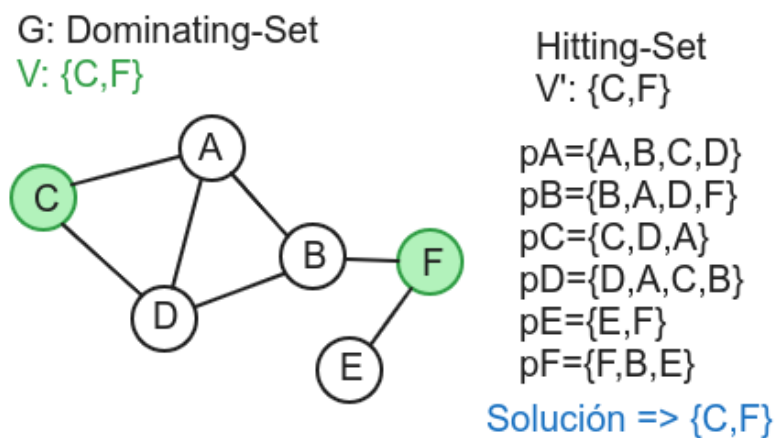 G: Dominating-Set
V: {C,F}
A
C
B
F
D
E
Hitting-Set
V': {C,F}
pA={A,B,C,D}
pB={B,A,D,F}
pC={C,D,A}
pD={D,A,C,B}
pE={E,F}
pF={F,B,E}
Solución => {C,F}